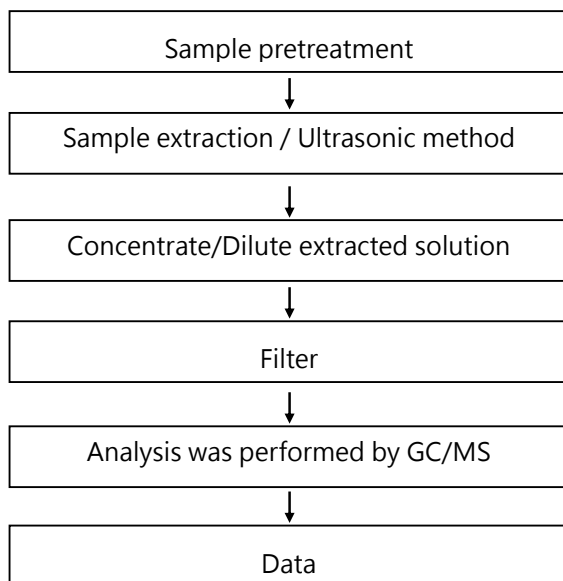 Sample pretreatment
Sample extraction / Ultrasonic method
Concentrate/Dilute extracted solution
Filter
Analysis was performed by GC/MS
Data